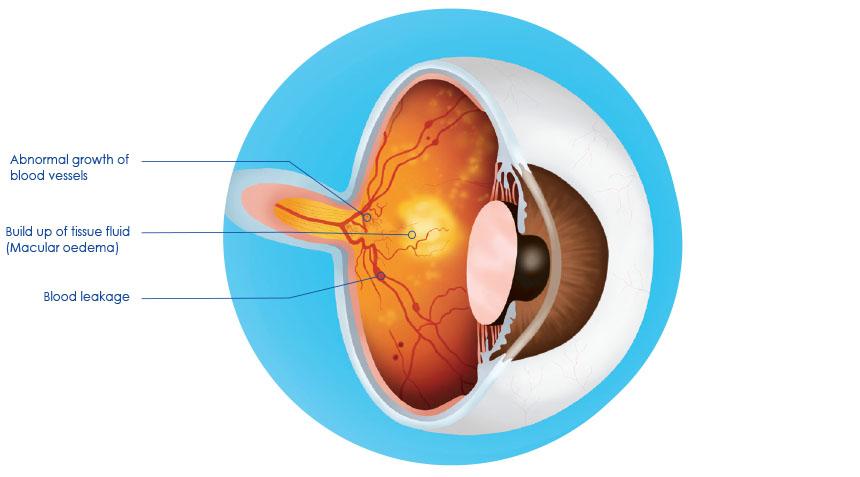 Abnormal growth of
blood vessels
Build up of tissue fluid
(Macular oedema)
Blood leakage